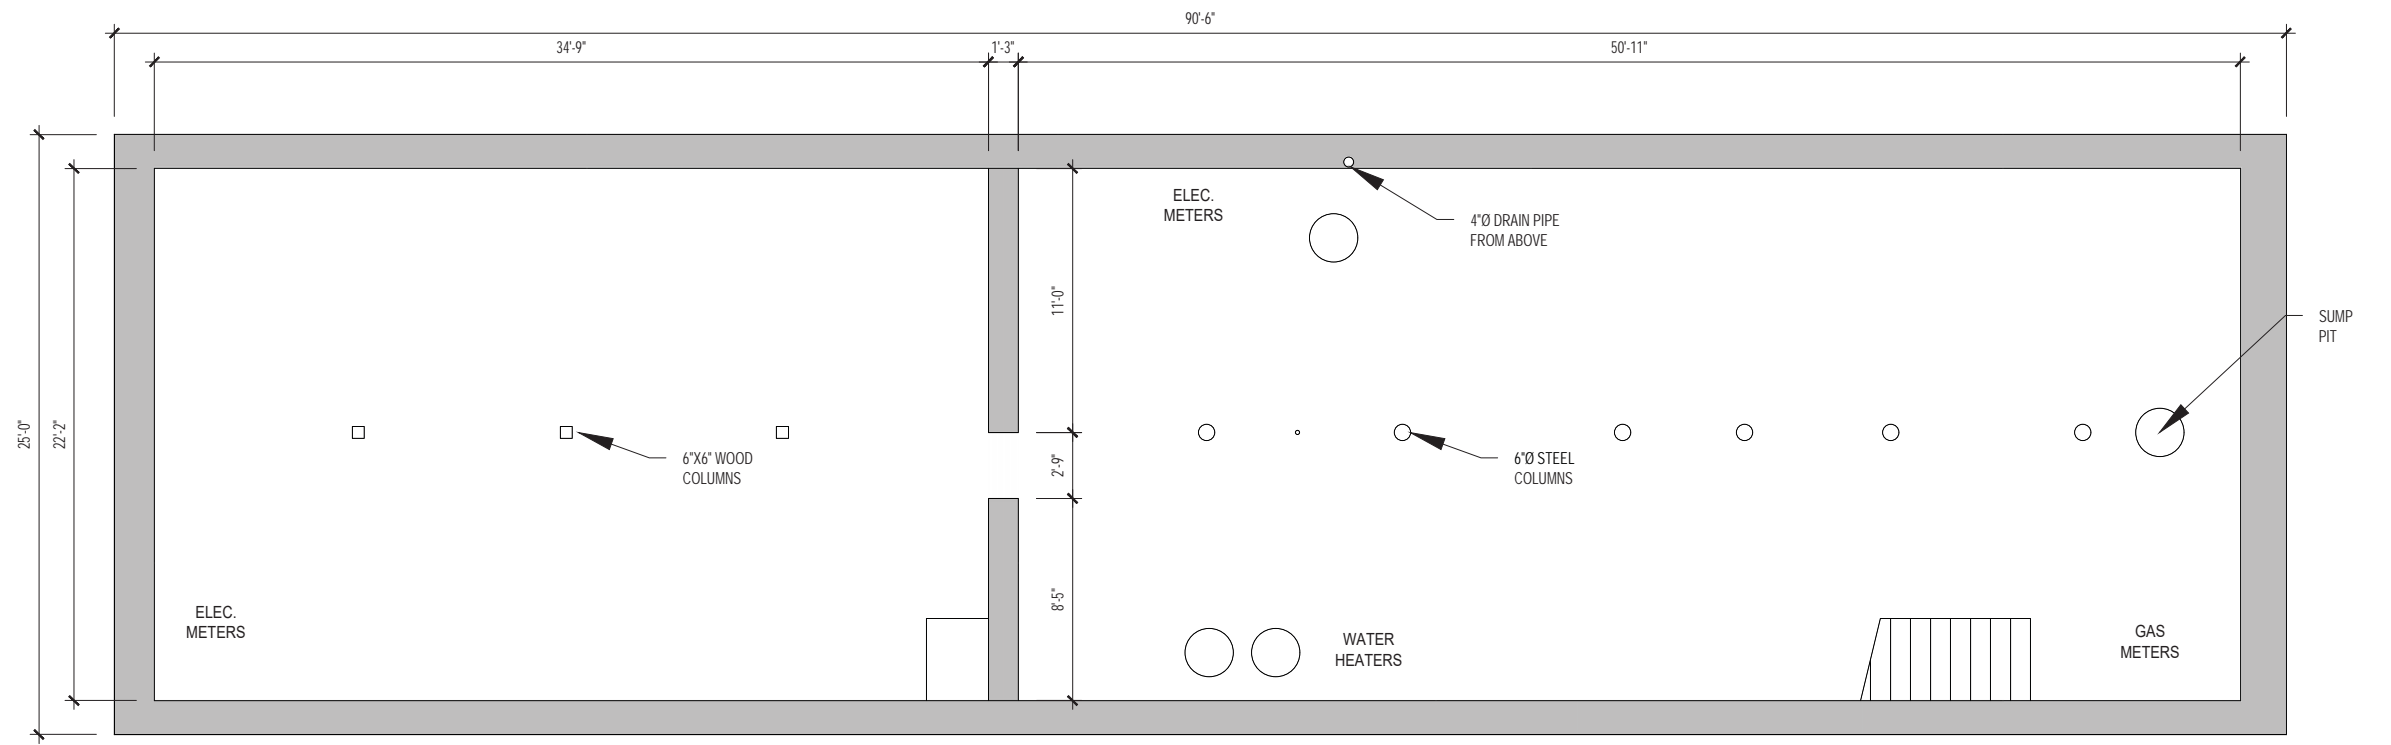 90'-6"
34'-9"
1'-3"
50'-11"
ELEC.
METERS
4"Ø DRAIN PIPE
FROM ABOVE
11'-0"
SUMP
PIT
25'-0"
22'-2"
6"X6" WOOD
COLUMNS
2'-9"
6"Ø STEEL
COLUMNS
8'-5"
ELEC.
METERS
WATER
HEATERS
GAS
METERS